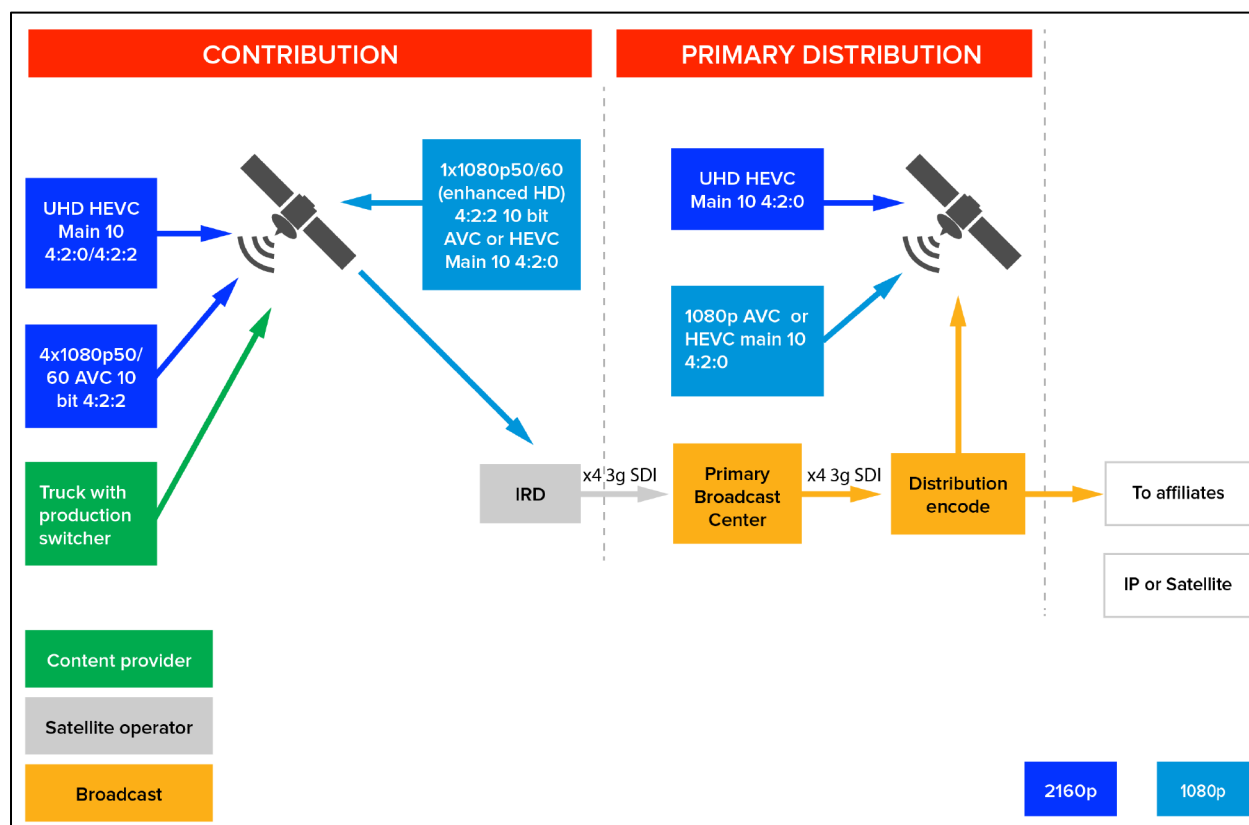 CONTRIBUTION
PRIMARY DISTRIBUTION
UHD HEVC
Main 10
4:2:0/4:2:2
1x1080p50/60
(enhanced HD)
4:2:2 10 bit
AVC or HEVC
Main 10 4:2:0
4x1080p50/
60 AVC 10
bit 4:2:2
Truck with
production
switcher
IRD
x4 3g SDI
UHD HEVC
Main 10 4:2:0
1080p AVC or
HEVC main 10
4:2:0
Primary
Broadcast
Center
x4 3g SDI
Distribution
encode
To affiliates
IP or Satellite
Content provider
Satellite operator
Broadcast
2160p
1080p